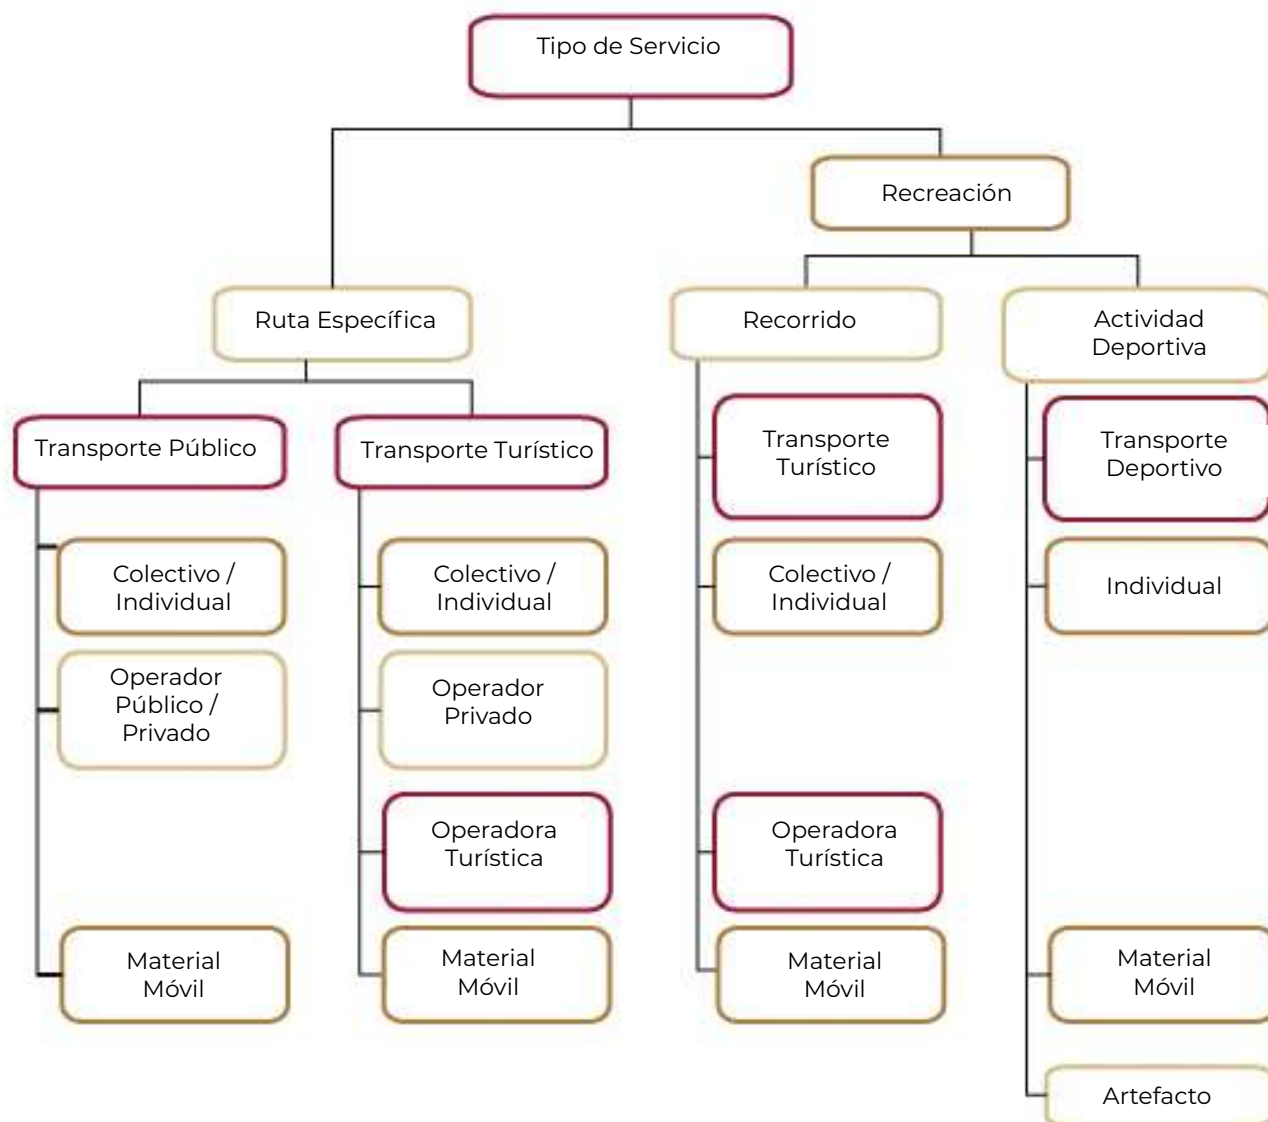 Tipo de Servicio
Recreación
Ruta Específica
Recorrido
Actividad
Deportiva
Transporte Público
Transporte Turístico
Transporte
Turístico
Transporte
Deportivo
Colectivo /
Individual
Colectivo /
Individual
Colectivo /
Individual
Individual
Operador
Público /
Privado
Operador
Privado
Operadora
Turística
Operadora
Turística
Material
Móvil
Material
Móvil
Material
Móvil
Material
Móvil
Artefacto